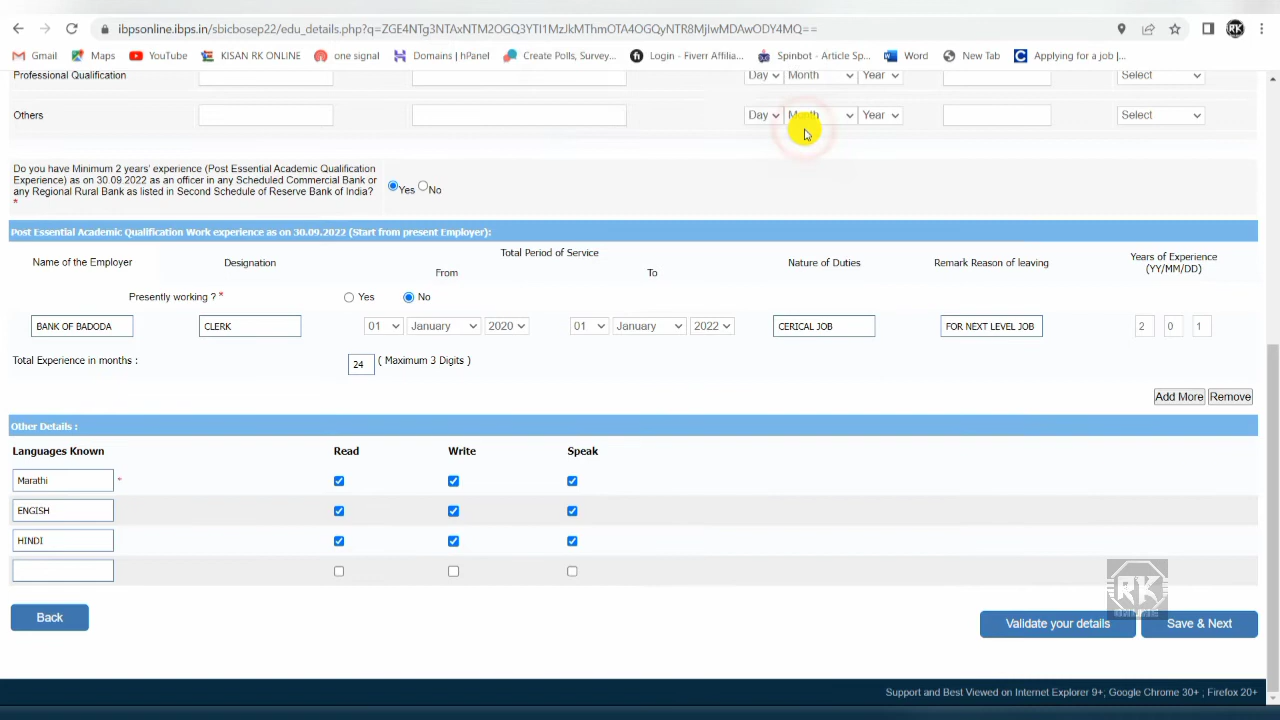 ibpsonline.ibps.in/sbicbosep22/edu_details.php?q=ZGE4NTg3NTAxNTM2OGQ3YTI1MzJkMThmOTA4OGQyNTR8MjIwMDAwODY4MQ==
RK
Gmail Maps YouTube KISAN RK ONLINE one signal Domains | hPanel Create Polls, Survey... Login - Fiverr Affilia... Spinbot - Article Sp... Word New Tab Applying for a job |...
Professional Qualification Day Month Year Select
Others Day Month Year Select
Do you have Minimum 2 years' experience (Post Essential Academic Qualification
Experience) as on 30.09.2022 as an officer in any Scheduled Commercial Bank or
any Regional Rural Bank as listed in Second Schedule of Reserve Bank of India?
*
Yes No
Post Essential Academic Qualification Work experience as on 30.09.2022 (Start from present Employer):
Name of the Employer Designation Total Period of Service Nature of Duties Remark Reason of leaving Years of Experience
(YY/MM/DD)
From To
Presently working ? * Yes No
BANK OF BADODA CLERK 01 January 2020 01 January 2022 CERICAL JOB FOR NEXT LEVEL JOB 2 0 1
Total Experience in months : 24 ( Maximum 3 Digits )
Add More Remove
Other Details :
Languages Known Read Write Speak
Marathi *
ENGISH
HINDI
RK
ONLINE
Back Validate your details Save & Next
Support and Best Viewed on Internet Explorer 9+, Google Chrome 30+ , Firefox 20+